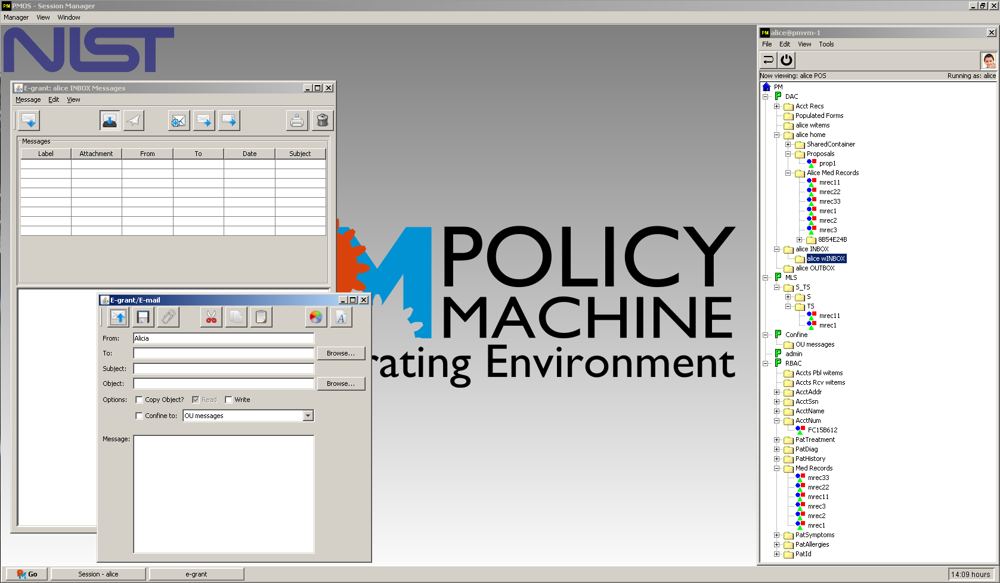 PM PMOS - Session Manager
Manager View Window
NIST
E-grant: alice INBOX Messages
Message Edit View
Messages
Label Attachment From To Date Subject
E-grant/E-mail
From: Alicia
To: Browse...
Subject:
Object: Browse...
Options: Copy Object? Read Write
Confine to: OU messages
Message:
M POLICY
MACHINE
rating Environment
PM alice@pmvm-1
File Edit View Tools
Now viewing: alice POS Running as: alice
PM
P DAC
Acct Recs
Populated Forms
alice witems
alice home
SharedContainer
Proposals
prop1
Alice Med Records
mrec11
mrec22
mrec33
mrec1
mrec2
mrec3
8B54E24B
alice INBOX
alice wINBOX
alice OUTBOX
P MLS
S_TS
S
TS
mrec11
mrec1
P Confine
OU messages
P admin
P RBAC
Accts Pbl witems
Accts Rcv witems
AcctAddr
AcctSsn
AcctName
AcctNum
FC15B612
PatTreatment
PatDiag
PatHistory
Med Records
mrec33
mrec22
mrec11
mrec3
mrec2
mrec1
PatSymptoms
PatAllergies
PatId
Go Session - alice e-grant 14:09 hours